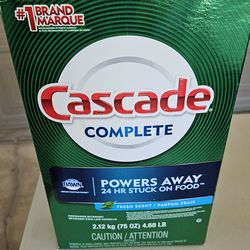 #1 BRAND
MARQUE
Cascade
COMPLETE
DAWN
POWERS AWAY
24 HR STUCK ON FOOD
FRESH SCENT / PARFUM FRAIS
2.12 kg (75 OZ) 4.68 LB
CAUTION / ATTENTION